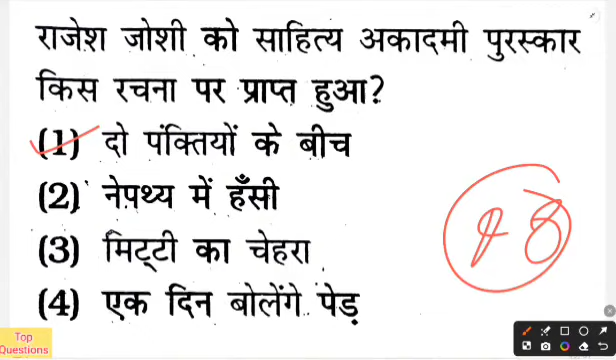 राजेश जोशी को साहित्य अकादमी पुरस्कार
किस रचना पर प्राप्त हुआ?
(1) दो पंक्तियों के बीच
(2) नेपथ्य में हँसी
(3) मिट्टी का चेहरा
(4) एक दिन बोलेंगे पेड़
Top
Questions